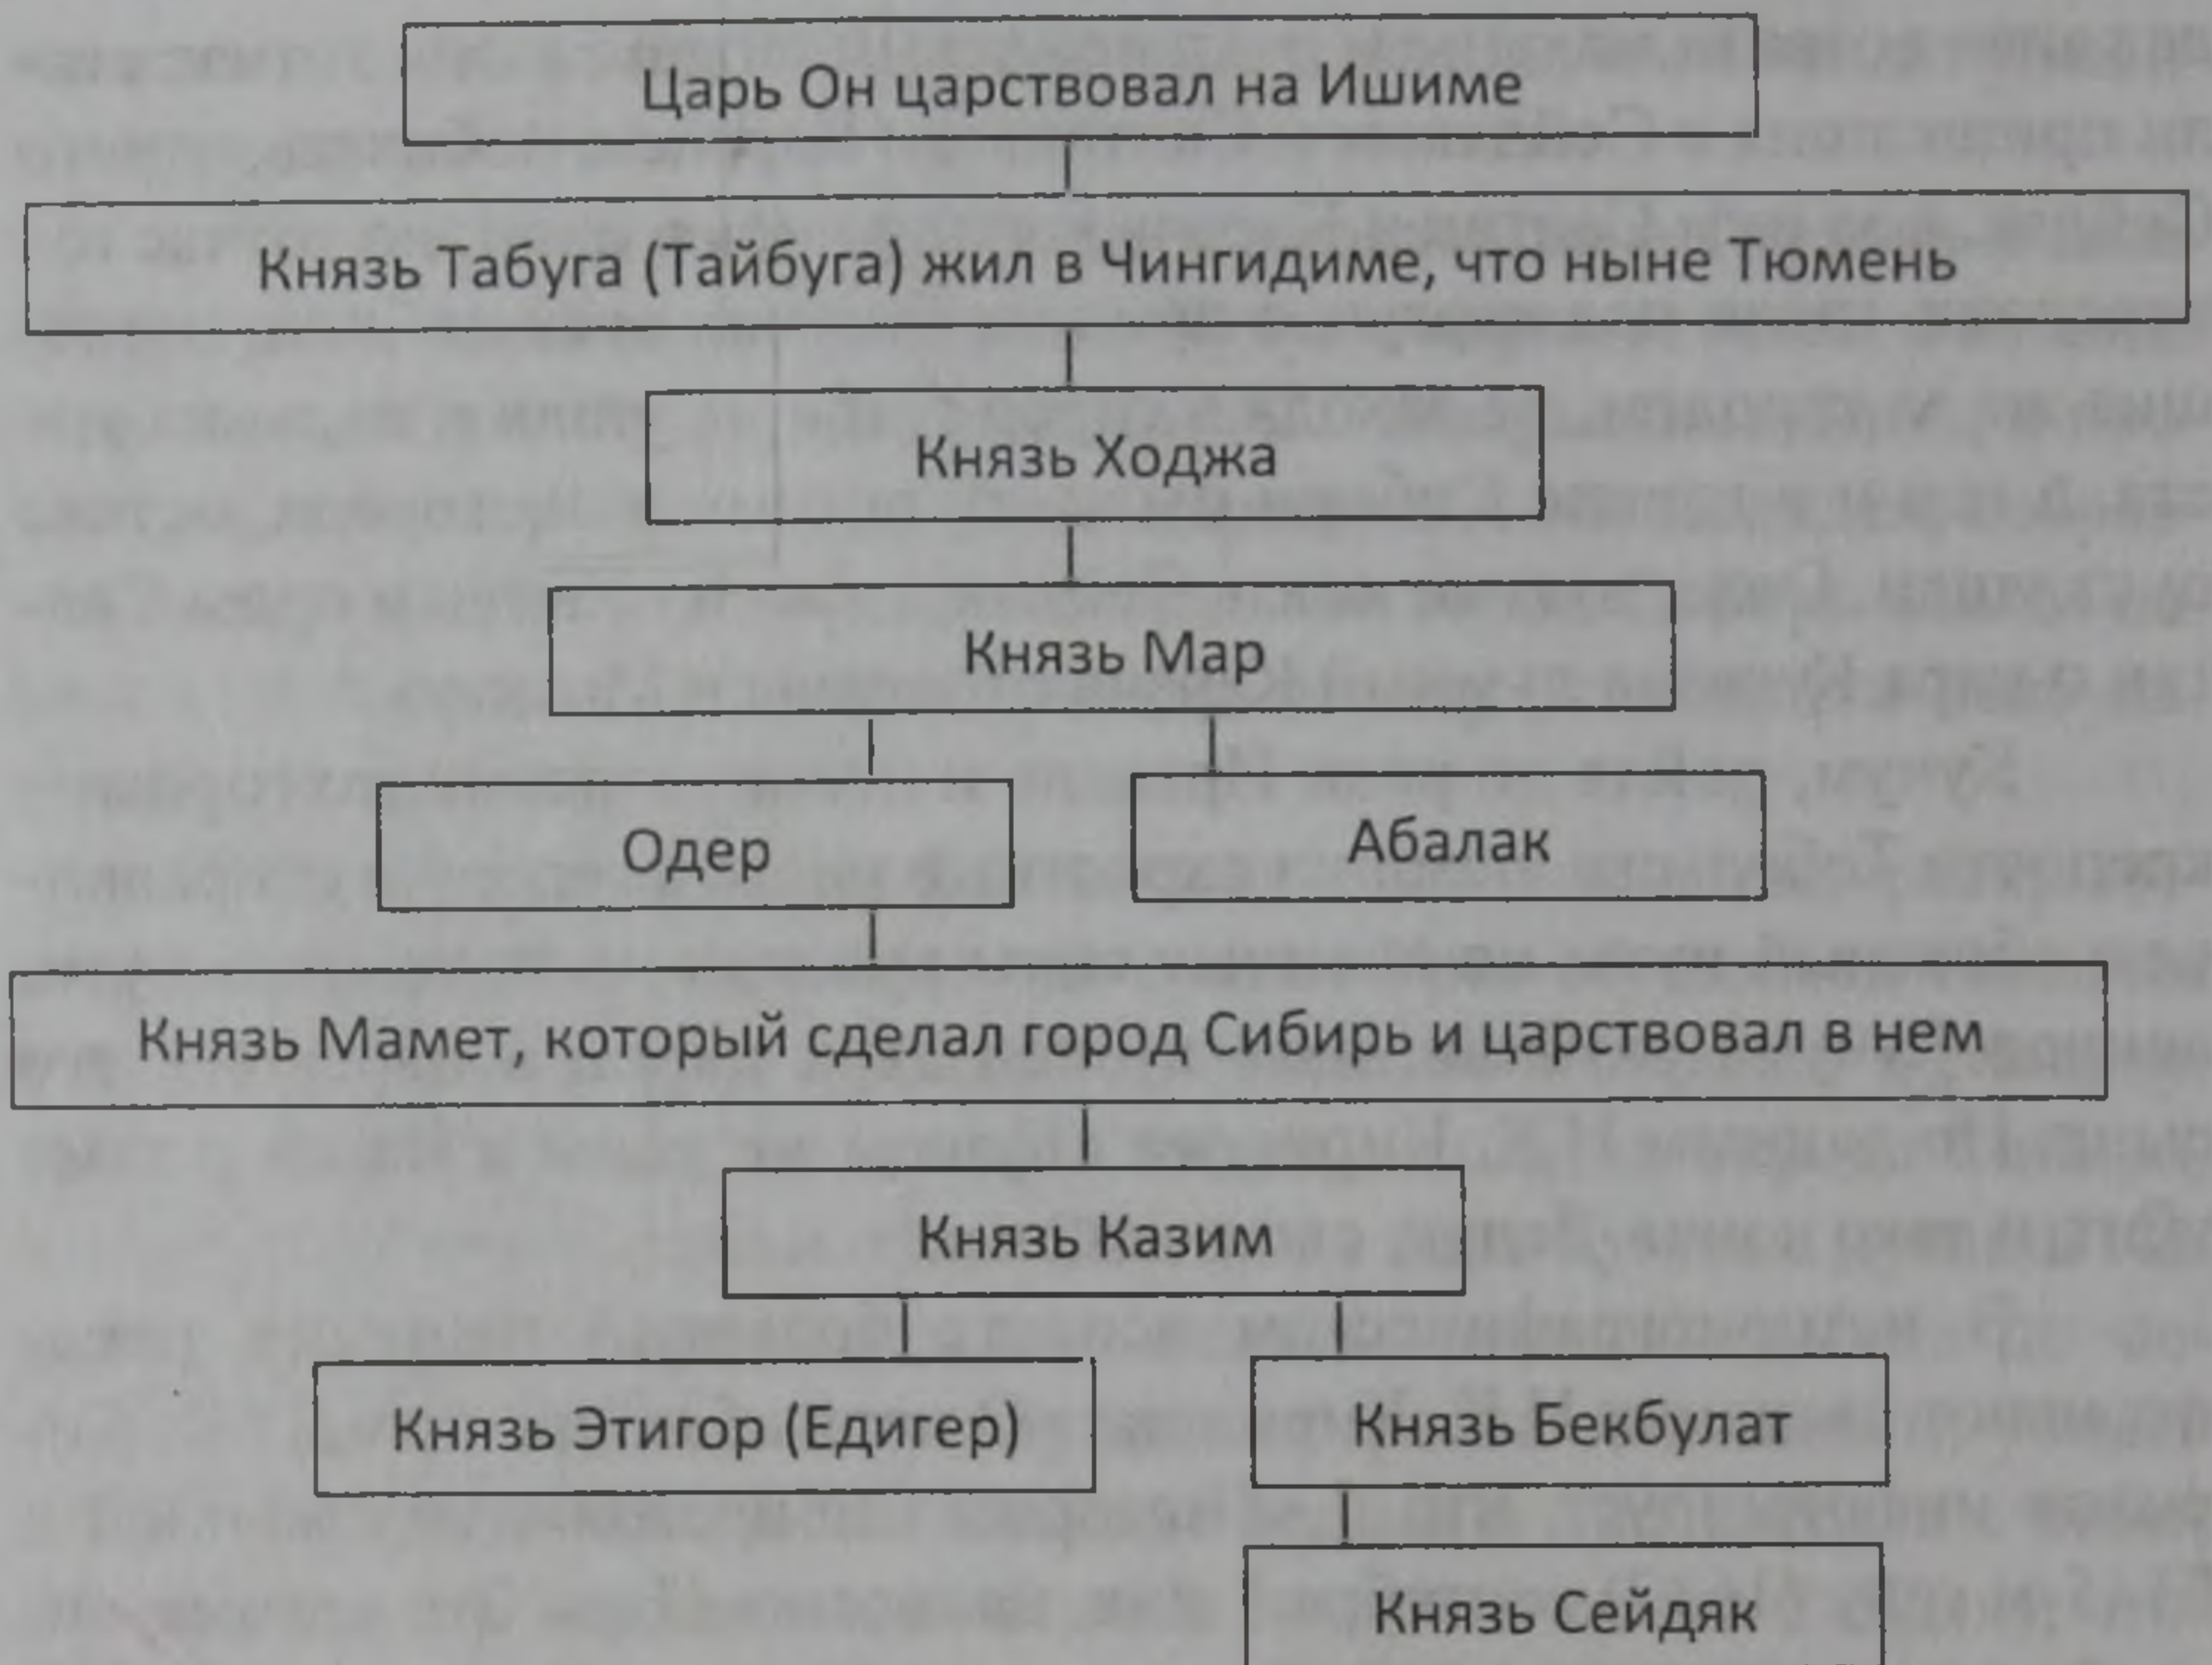 Царь Он царствовал на Ишиме
Князь Табуга (Тайбуга) жил в Чингидиме, что ныне Тюмень
Князь Ходжа
Князь Мар
Одер
Абалак
Князь Мамет, который сделал город Сибирь и царствовал в нем
Князь Казим
Князь Этигор (Едигер)
Князь Бекбулат
Князь Сейдяк